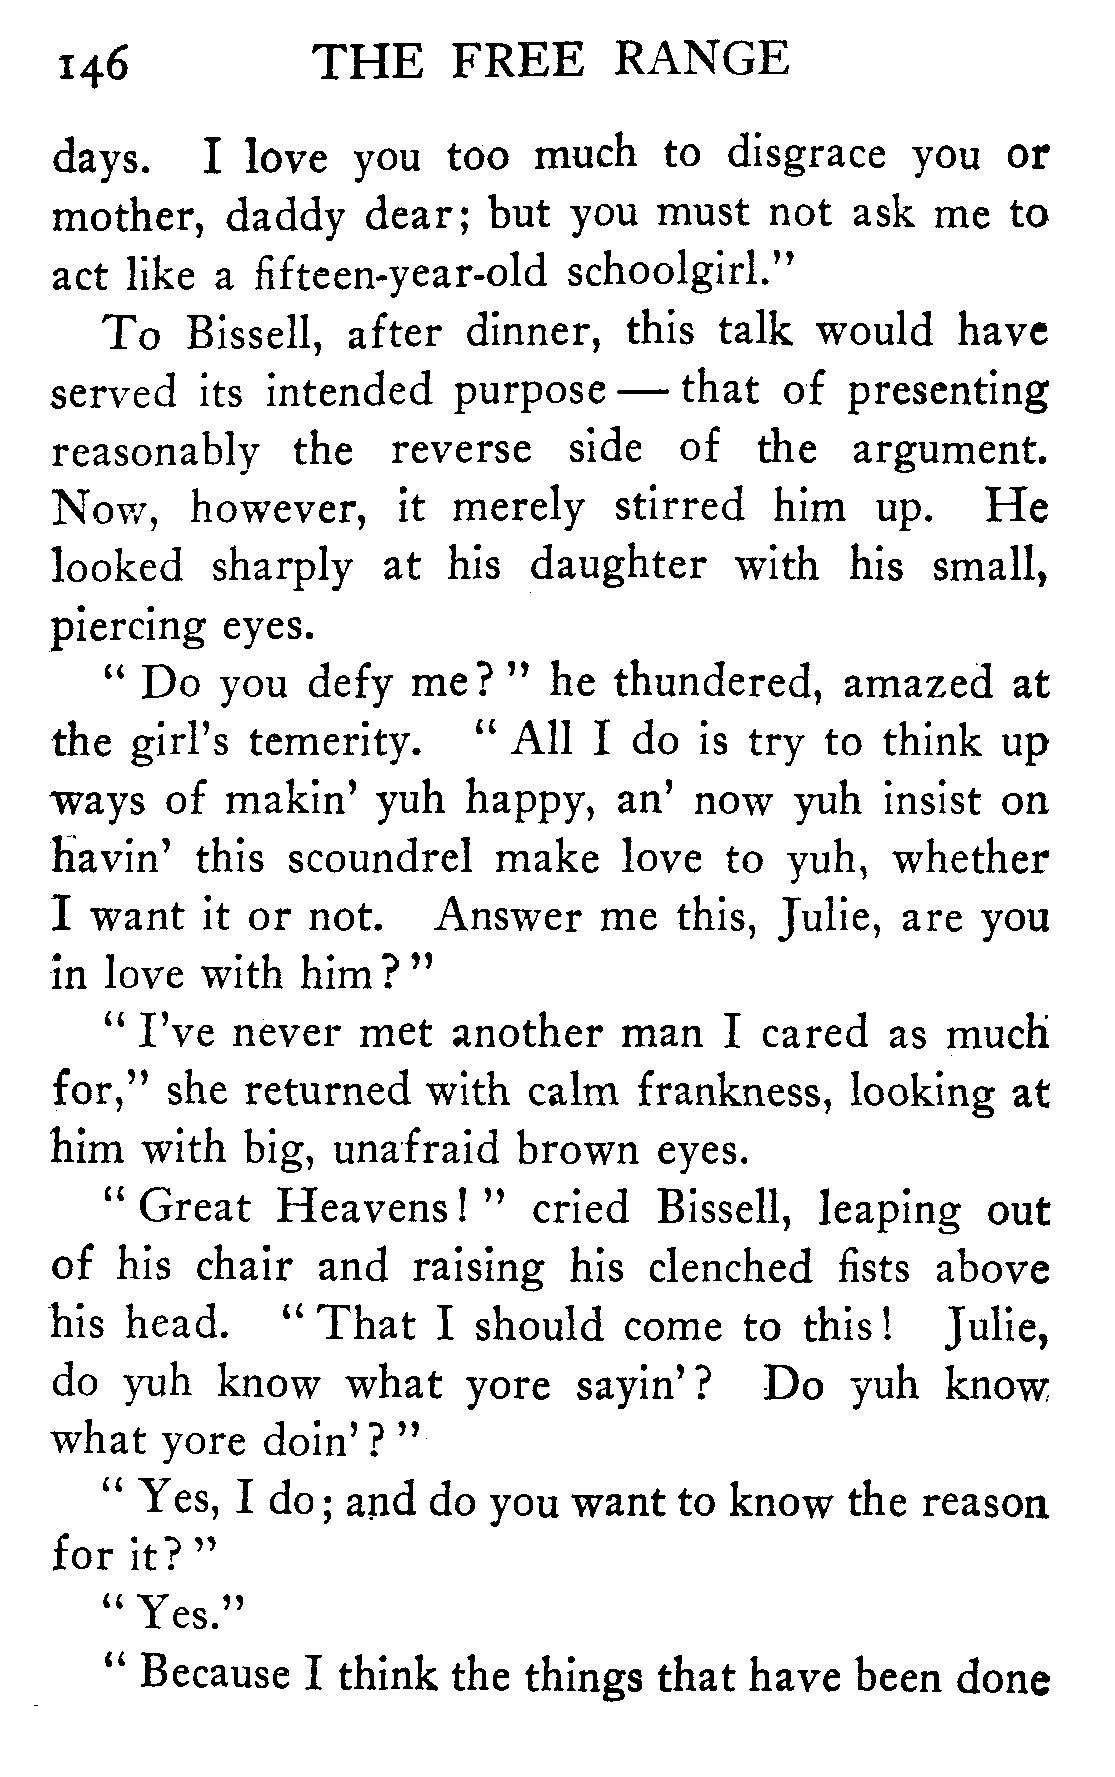 146 THE FREE RANGE
days. I love you too much to disgrace you or
mother, daddy dear; but you must not ask me to
act like a fifteen-year-old schoolgirl."
To Bissell, after dinner, this talk would have
served its intended purpose — that of presenting
reasonably the reverse side of the argument.
Now, however, it merely stirred him up. He
looked sharply at his daughter with his small,
piercing eyes.
" Do you defy me? " he thundered, amazed at
the girl's temerity. " All I do is try to think up
ways of makin' yuh happy, an' now yuh insist on
havin' this scoundrel make love to yuh, whether
I want it or not. Answer me this, Julie, are you
in love with him? "
" I've never met another man I cared as much
for," she returned with calm frankness, looking at
him with big, unafraid brown eyes.
" Great Heavens! " cried Bissell, leaping out
of his chair and raising his clenched fists above
his head. " That I should come to this! Julie,
do yuh know what yore sayin'? Do yuh know
what yore doin'? "
" Yes, I do; and do you want to know the reason
for it? "
" Yes."
" Because I think the things that have been done